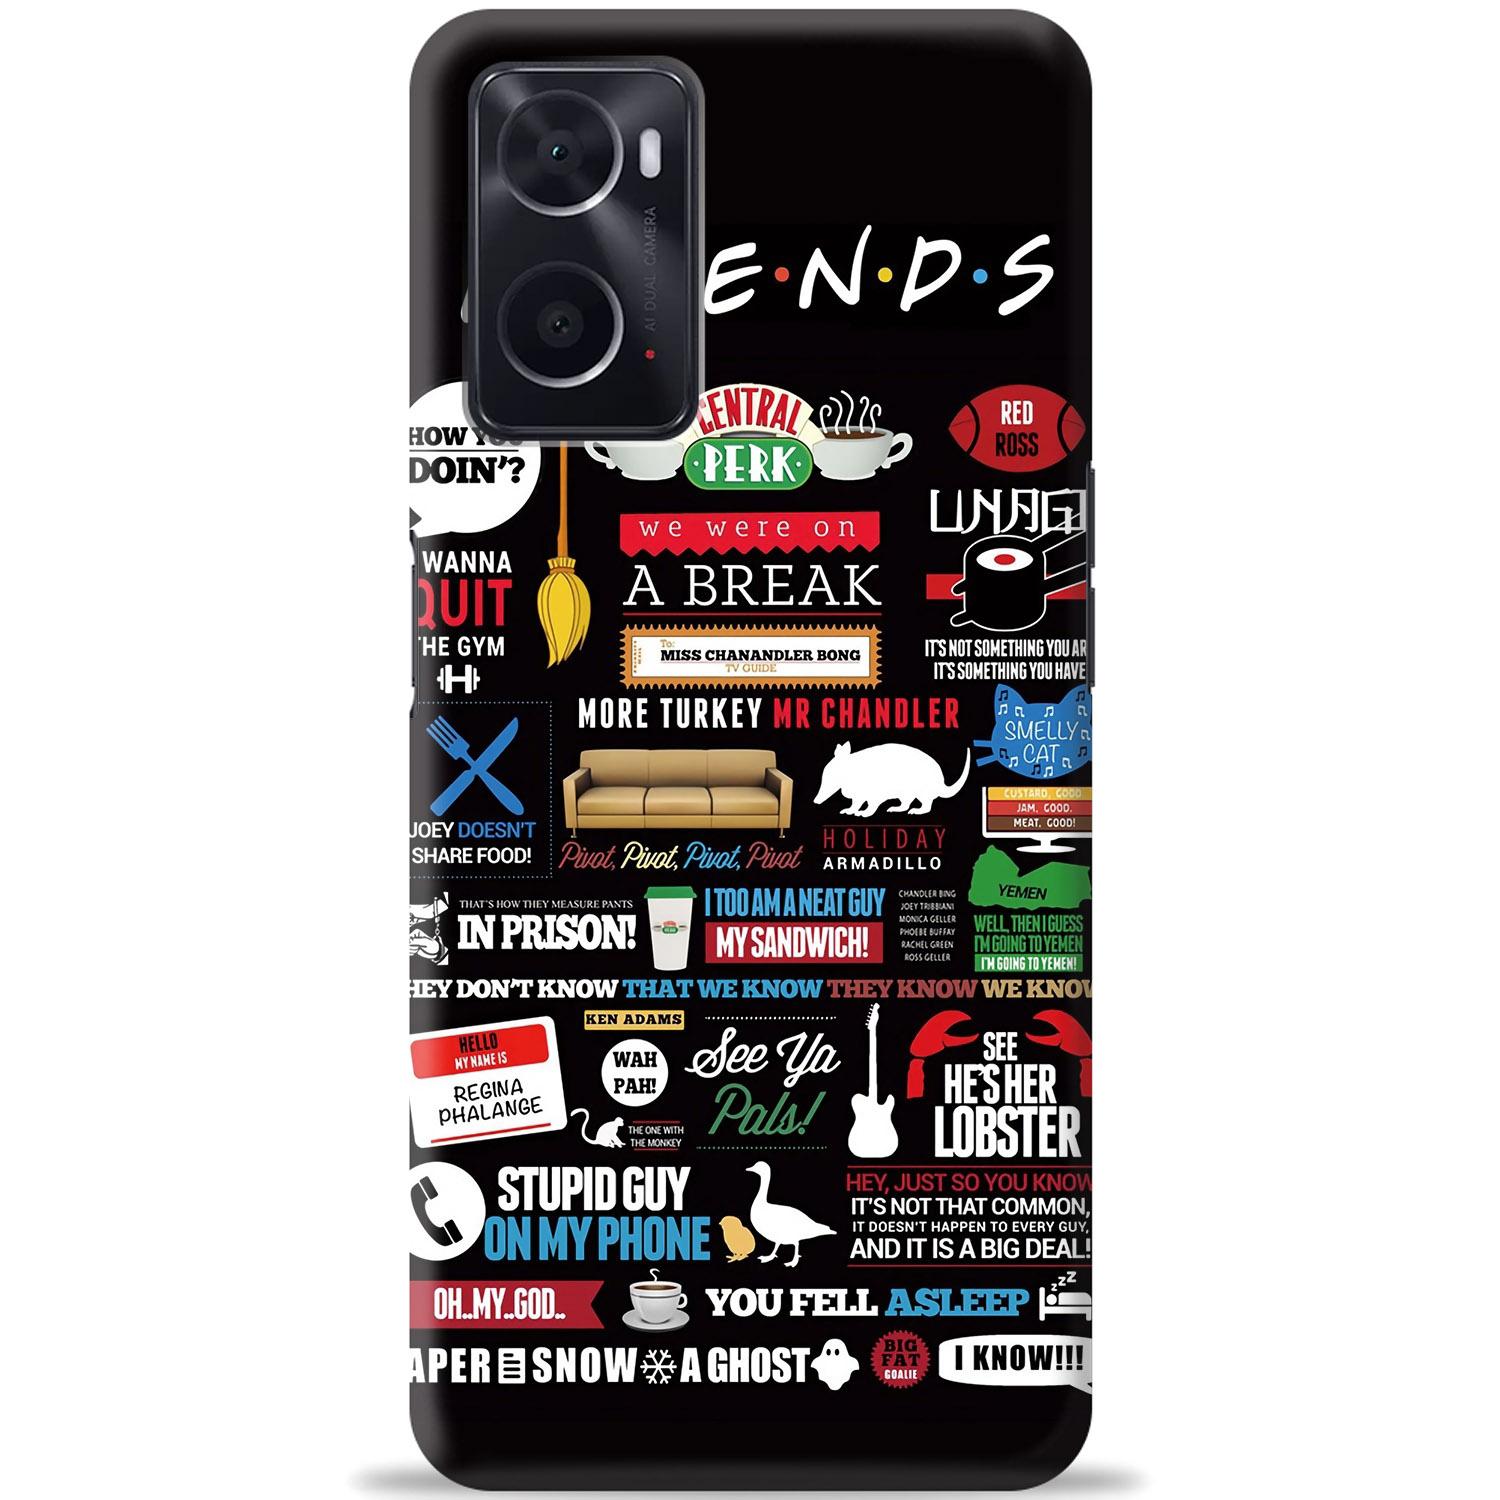 AI DUAL CAMERA
E·N·D·S
HOW YOU
DOIN'?
CENTRAL
PERK
RED
ROSS
we were on
A BREAK
UNAGI
IT'S NOT SOMETHING YOU AR
IT'S SOMETHING YOU HAVE
WANNA
QUIT
THE GYM
To:
MISS CHANANDLER BONG
TV GUIDE
MORE TURKEY MR CHANDLER
SMELLY
CAT
CUSTARD, GOOD.
JAM, GOOD.
MEAT, GOOD!
JOEY DOESN'T
SHARE FOOD!
Pivot, Pivot, Pivot, Pivot
HOLIDAY
ARMADILLO
YEMEN
WELL, THEN I GUESS
I'M GOING TO YEMEN
I'M GOING TO YEMEN!
THAT'S HOW THEY MEASURE PANTS
IN PRISON!
I TOO AM A NEAT GUY
MY SANDWICH!
CHANDLER BING
JOEY TRIBBIANI
MONICA GELLER
PHOEBE BUFFAY
RACHEL GREEN
ROSS GELLER
HEY DON'T KNOW THAT WE KNOW THEY KNOW WE KNOW
HELLO
MY NAME IS
REGINA
PHALANGE
KEN ADAMS
WAH
PAH!
THE ONE WITH
THE MONKEY
See Ya
Pals!
SEE
HE'S HER
LOBSTER
STUPID GUY
ON MY PHONE
HEY, JUST SO YOU KNOW
IT'S NOT THAT COMMON,
IT DOESN'T HAPPEN TO EVERY GUY,
AND IT IS A BIG DEAL!
OH..MY..GOD..
YOU FELL ASLEEP
zzz
APER SNOW A GHOST
BIG
FAT
GOALIE
I KNOW!!!